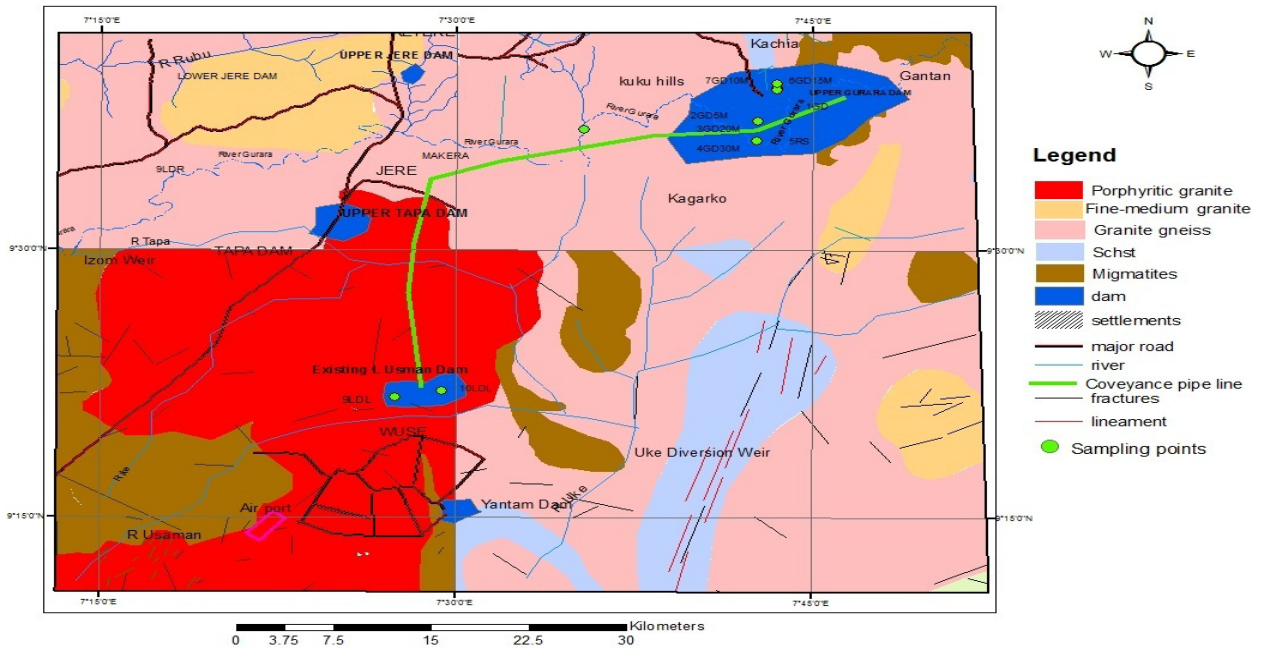 7°15'0"E
7°30'0"E
7°45'0"E
N
W
E
S
Kachia
R Rubu
UPPER JERE DAM
LOWER JERE DAM
kuku hills
7GD10M
6GD15M
Gantan
UPPER GURARA DAM
River Gurara
2GD5M
3GD20M
River Gurara
4GD30M
5RS
River Gurara
River Gurara
MAKERA
9LDR
JERE
Kagarko
UPPER TAPA DAM
R Tapa
TAPA DAM
9°30'0"N
9°30'0"N
Izom Weir
Existing L Usman Dam
9LDL
10LDL
WUSE
Uke Diversion Weir
Yantam Dam
Air port
R Usaman
9°15'0"N
9°15'0"N
7°15'0"E
7°30'0"E
7°45'0"E
Kilometers
0
3.75
7.5
15
22.5
30
Legend
Porphyritic granite
Fine-medium granite
Granite gneiss
Schst
Migmatites
dam
settlements
major road
river
Coveyance pipe line
fractures
lineament
Sampling points